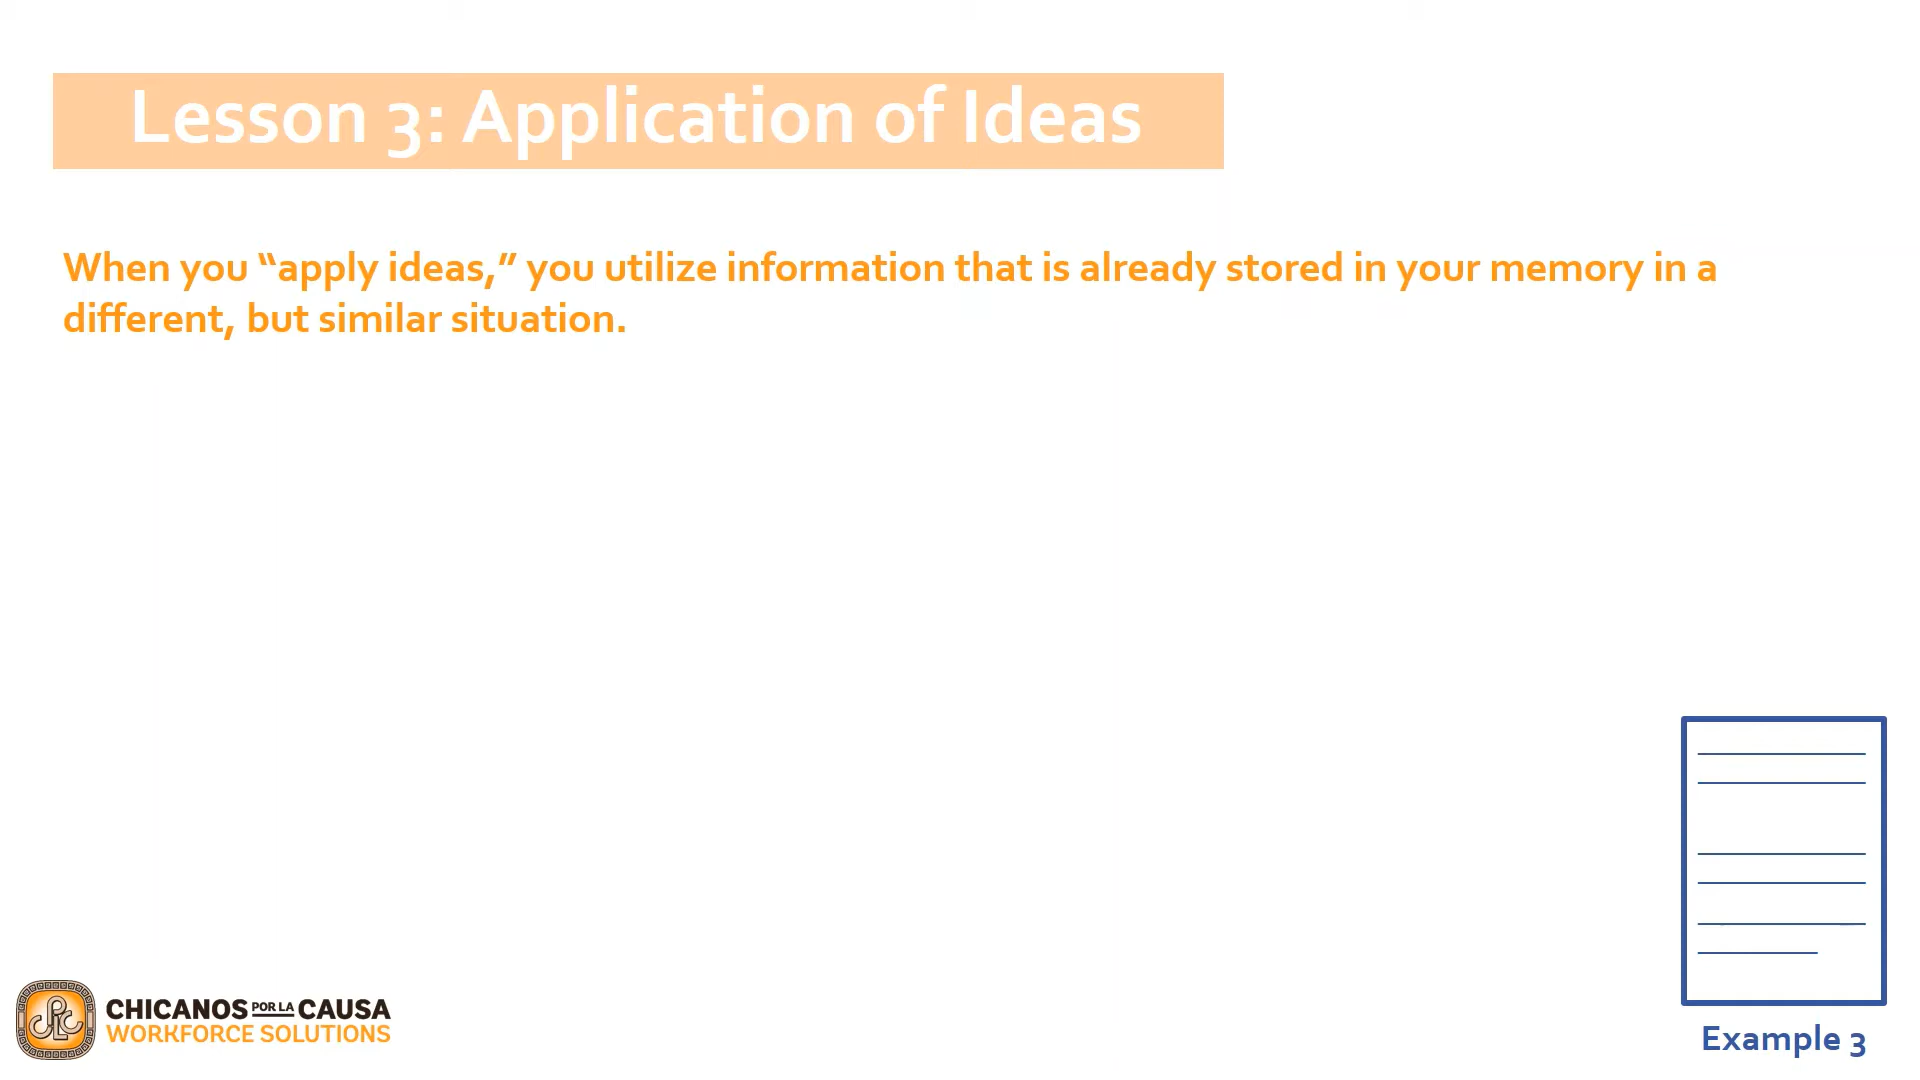 Lesson 3: Application of Ideas
When you “apply ideas,” you utilize information that is already stored in your memory in a
different, but similar situation.
CPLC
CHICANOS POR LA CAUSA
WORKFORCE SOLUTIONS
Example 3